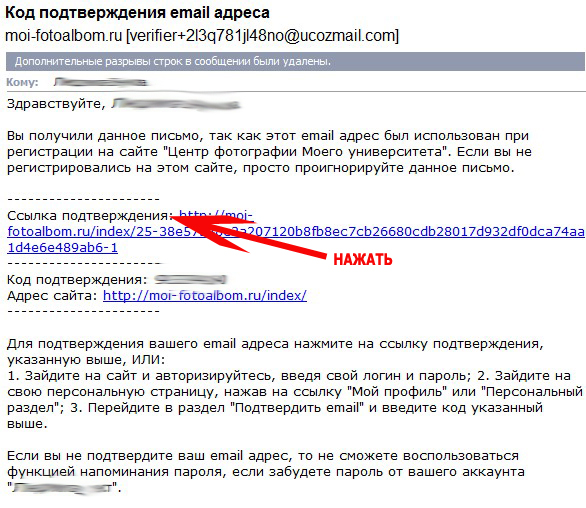 Код подтверждения email адреса
moi-fotoalbom.ru [verifier+2l3q781jl48no@ucozmail.com]
Дополнительные разрывы строк в сообщении были удалены.
Кому:
Здравствуйте,
Вы получили данное письмо, так как этот email адрес был использован при
регистрации на сайте "Центр фотографии Моего университета". Если вы не
регистрировались на этом сайте, просто проигнорируйте данное письмо.
---------------------
Ссылка подтверждения: http://moi-
fotoalbom.ru/index/25-38e57 a207120b8fb8ec7cb26680cdb28017d932df0dca74aa
1d4e6e489ab6-1
НАЖАТЬ
---------------------
Код подтверждения:
Адрес сайта: http://moi-fotoalbom.ru/index/
---------------------
Для подтверждения вашего email адреса нажмите на ссылку подтверждения,
указанную выше, ИЛИ:
1. Зайдите на сайт и авторизируйтесь, введя свой логин и пароль; 2. Зайдите на
свою персональную страницу, нажав на ссылку "Мой профиль" или "Персональный
раздел"; 3. Перейдите в раздел "Подтвердить email" и введите код указанный
выше.
Если вы не подтвердите ваш email адрес, то не сможете воспользоваться
функцией напоминания пароля, если забудете пароль от вашего аккаунта
" ".